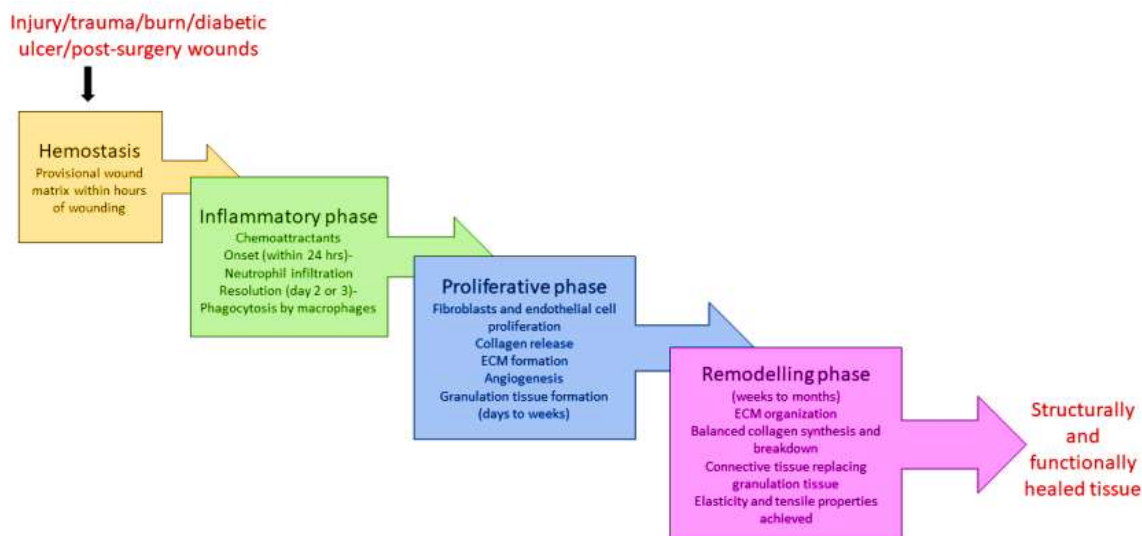 Injury/trauma/burn/diabetic
ulcer/post-surgery wounds
Hemostasis
Provisional wound
matrix within hours
of wounding
Inflammatory phase
Chemoattractants
Onset (within 24 hrs)-
Neutrophil infiltration
Resolution (day 2 or 3)-
Phagocytosis by macrophages
Proliferative phase
Fibroblasts and endothelial cell
proliferation
Collagen release
ECM formation
Angiogenesis
Granulation tissue formation
(days to weeks)
Remodelling phase
(weeks to months)
ECM organization
Balanced collagen synthesis and
breakdown
Connective tissue replacing
granulation tissue
Elasticity and tensile properties
achieved
Structurally
and
functionally
healed tissue